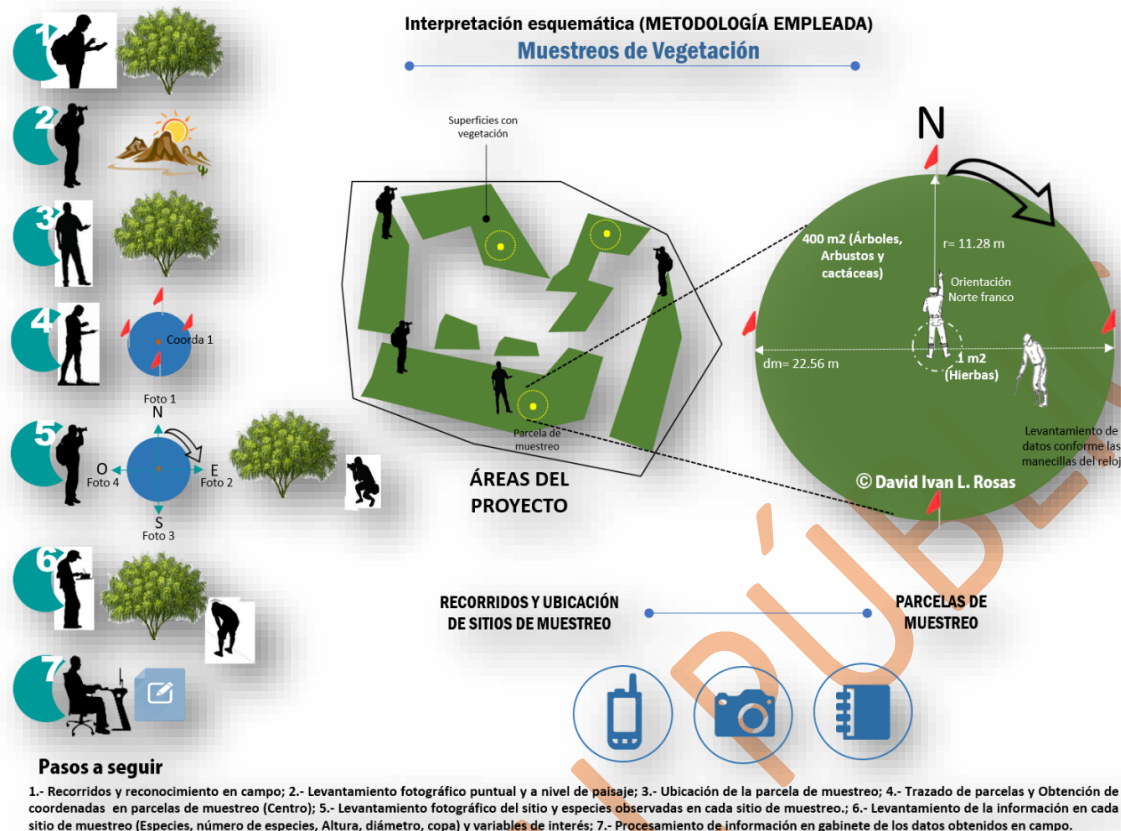 Interpretación esquemática (METODOLOGÍA EMPLEADA)
Muestreos de Vegetación
1
2
3
4
Coorda 1
Foto 1
N
5
O
Foto 4
E
Foto 2
S
Foto 3
6
7
Superficies con
vegetación
Parcela de
muestreo
ÁREAS DEL
PROYECTO
N
400 m2 (Árboles,
Arbustos y
cactáceas)
r= 11.28 m
Orientación
Norte franco
dm= 22.56 m
1 m2
(Hierbas)
Levantamiento de
datos conforme las
manecillas del reloj
© David Ivan L. Rosas
RECORRIDOS Y UBICACIÓN
DE SITIOS DE MUESTREO
PARCELAS DE
MUESTREO
Pasos a seguir
1.- Recorridos y reconocimiento en campo; 2.- Levantamiento fotográfico puntual y a nivel de paisaje; 3.- Ubicación de la parcela de muestreo; 4.- Trazado de parcelas y Obtención de
coordenadas en parcelas de muestreo (Centro); 5.- Levantamiento fotográfico del sitio y especies observadas en cada sitio de muestreo.; 6.- Levantamiento de la información en cada
sitio de muestreo (Especies, número de especies, Altura, diámetro, copa) y variables de interés; 7.- Procesamiento de información en gabinete de los datos obtenidos en campo.